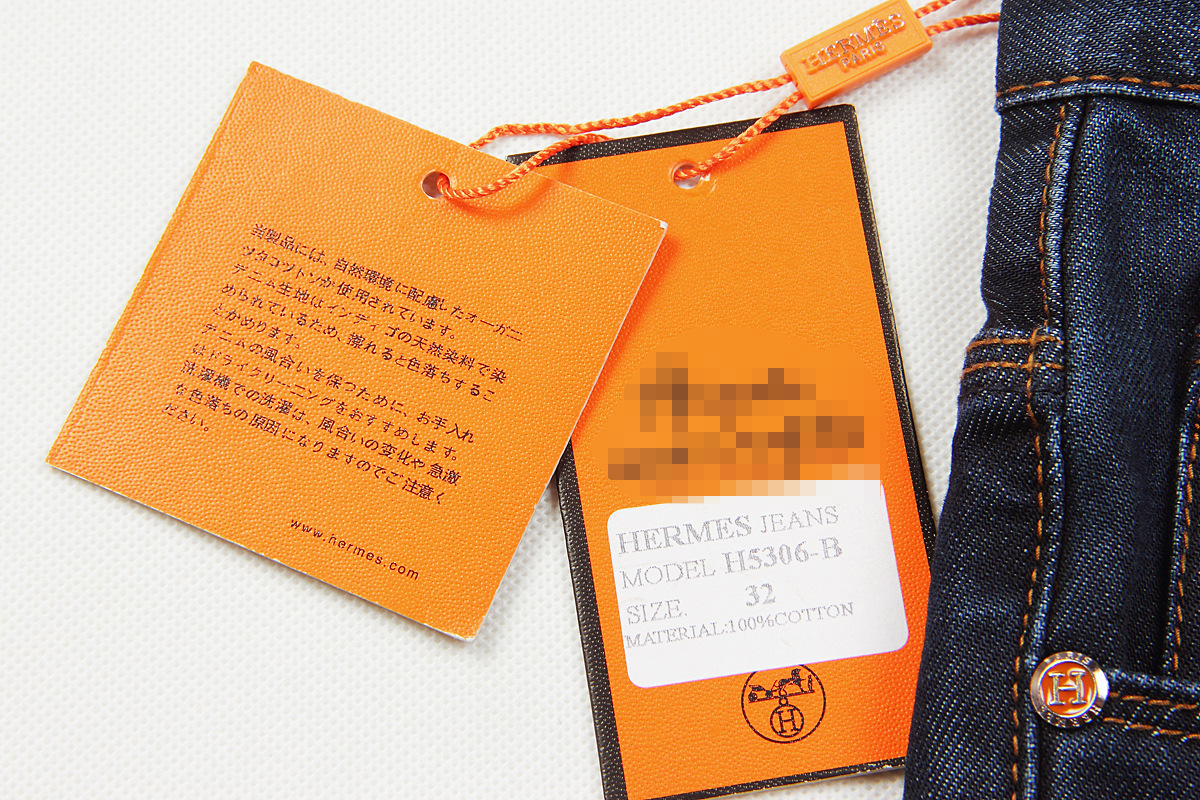 当製品には、自然環境に配慮したオーガニ
ツタコットンが使用されています。
デニム生地はインディゴの天然染料で染
められているため、擦れると色落ちするこ
とかめります。
デニムの風合いを保つために、お手入れ
はドライクリーニングをおすすめします。
洗濯機での洗濯は、風合いの変化や急激
な色落ちの原因になりますのでご注意く
ださい。
www.hermes.com
HERMÈS
PARIS
HERMES JEANS
MODEL H5306-B
SIZE. 32
MATERIAL:100%COTTON
H
H